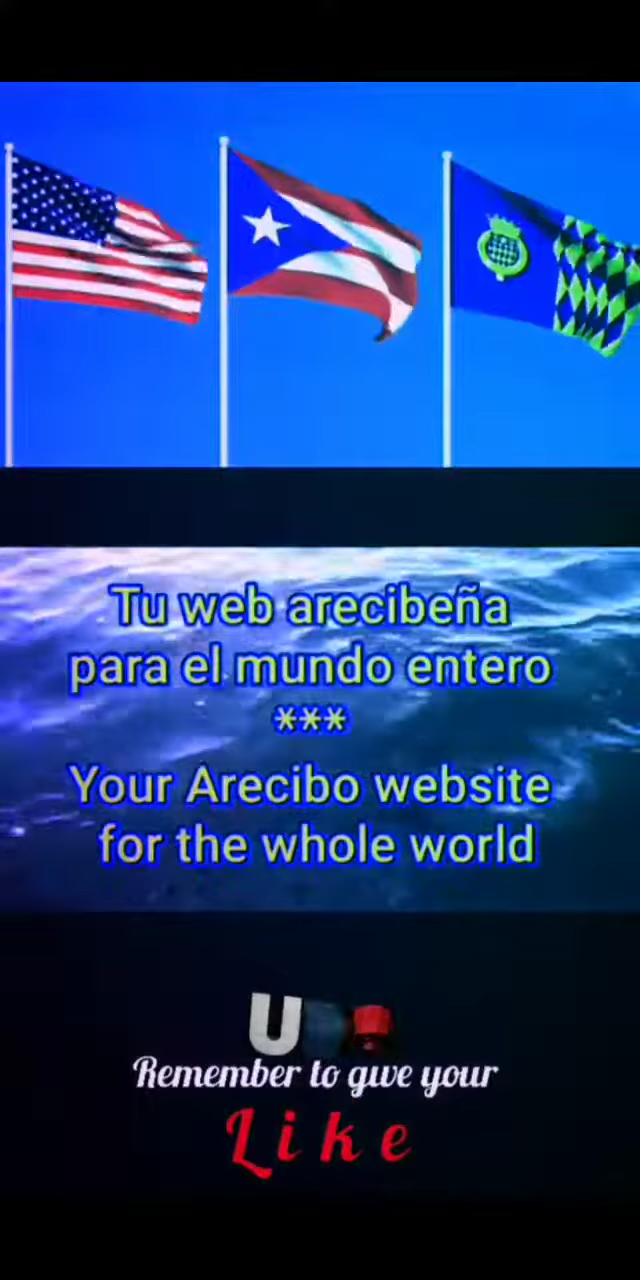 Tu web arecibeña
para el mundo entero
***
Your Arecibo website
for the whole world
U
Remember to give your
Like